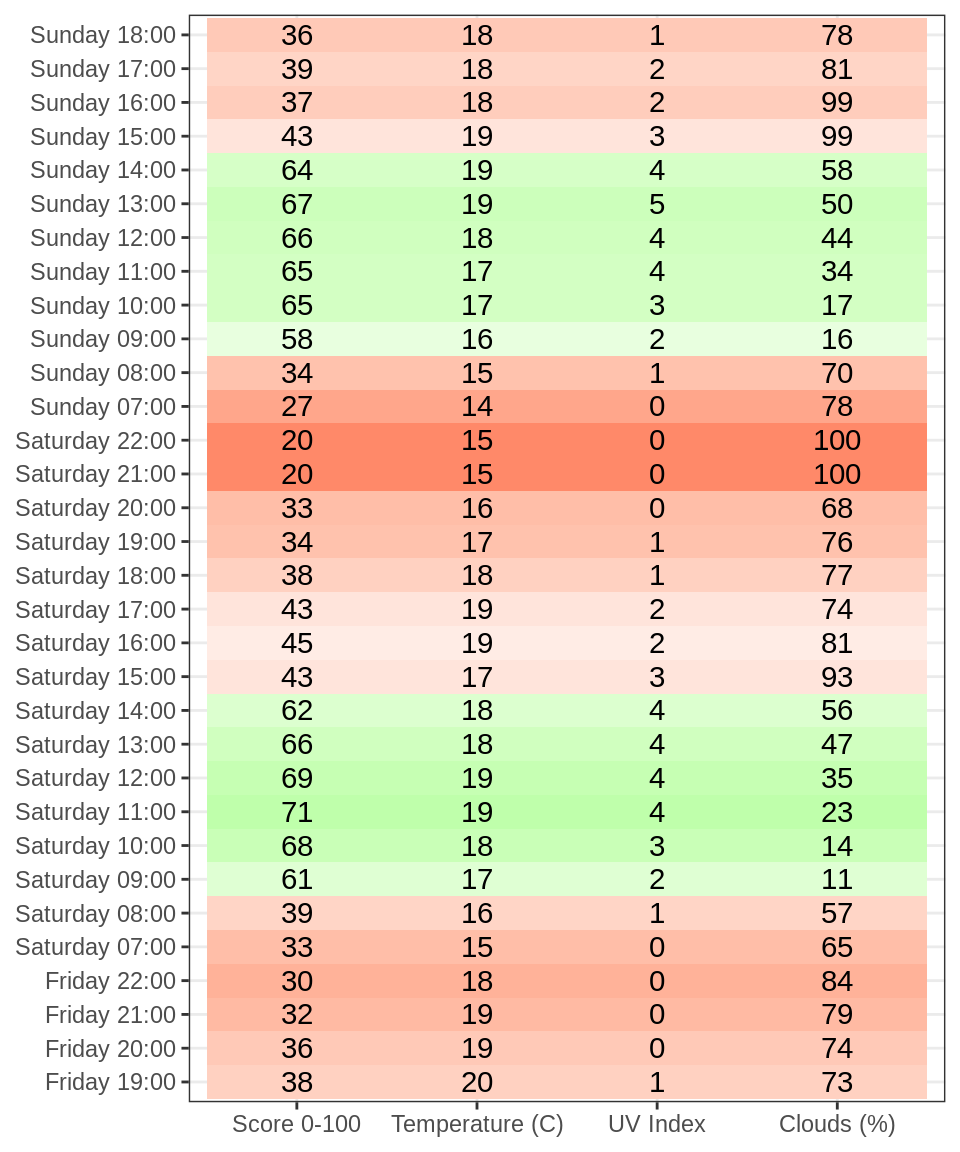 Sunday 18:00 36 18 1 78
Sunday 17:00 39 18 2 81
Sunday 16:00 37 18 2 99
Sunday 15:00 43 19 3 99
Sunday 14:00 64 19 4 58
Sunday 13:00 67 19 5 50
Sunday 12:00 66 18 4 44
Sunday 11:00 65 17 4 34
Sunday 10:00 65 17 3 17
Sunday 09:00 58 16 2 16
Sunday 08:00 34 15 1 70
Sunday 07:00 27 14 0 78
Saturday 22:00 20 15 0 100
Saturday 21:00 20 15 0 100
Saturday 20:00 33 16 0 68
Saturday 19:00 34 17 1 76
Saturday 18:00 38 18 1 77
Saturday 17:00 43 19 2 74
Saturday 16:00 45 19 2 81
Saturday 15:00 43 17 3 93
Saturday 14:00 62 18 4 56
Saturday 13:00 66 18 4 47
Saturday 12:00 69 19 4 35
Saturday 11:00 71 19 4 23
Saturday 10:00 68 18 3 14
Saturday 09:00 61 17 2 11
Saturday 08:00 39 16 1 57
Saturday 07:00 33 15 0 65
Friday 22:00 30 18 0 84
Friday 21:00 32 19 0 79
Friday 20:00 36 19 0 74
Friday 19:00 38 20 1 73
Score 0-100 Temperature (C) UV Index Clouds (%)